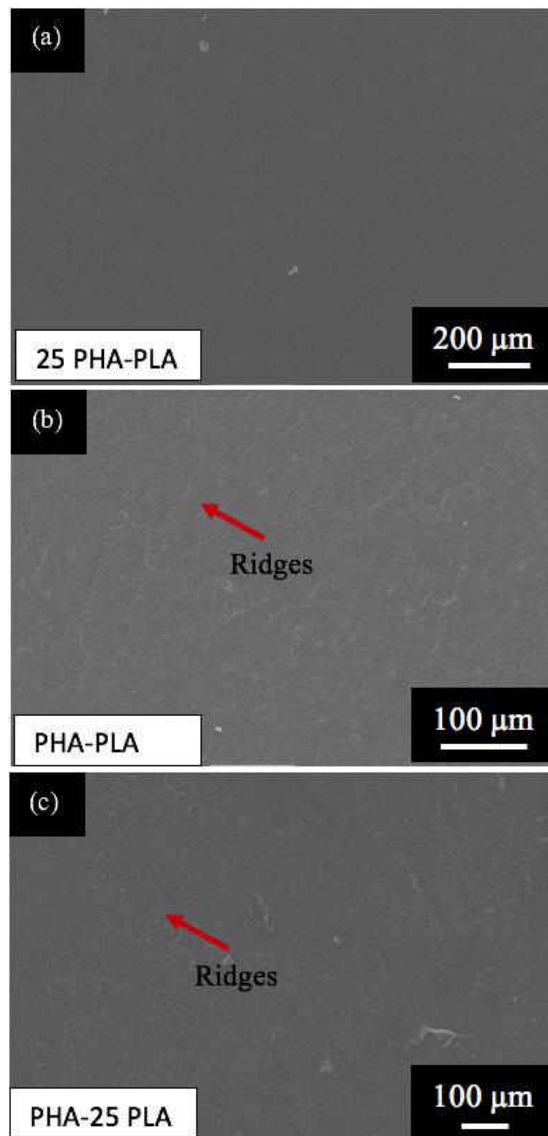 (a)
25 PHA-PLA
200 μm
(b)
Ridges
PHA-PLA
100 μm
(c)
Ridges
PHA-25 PLA
100 μm